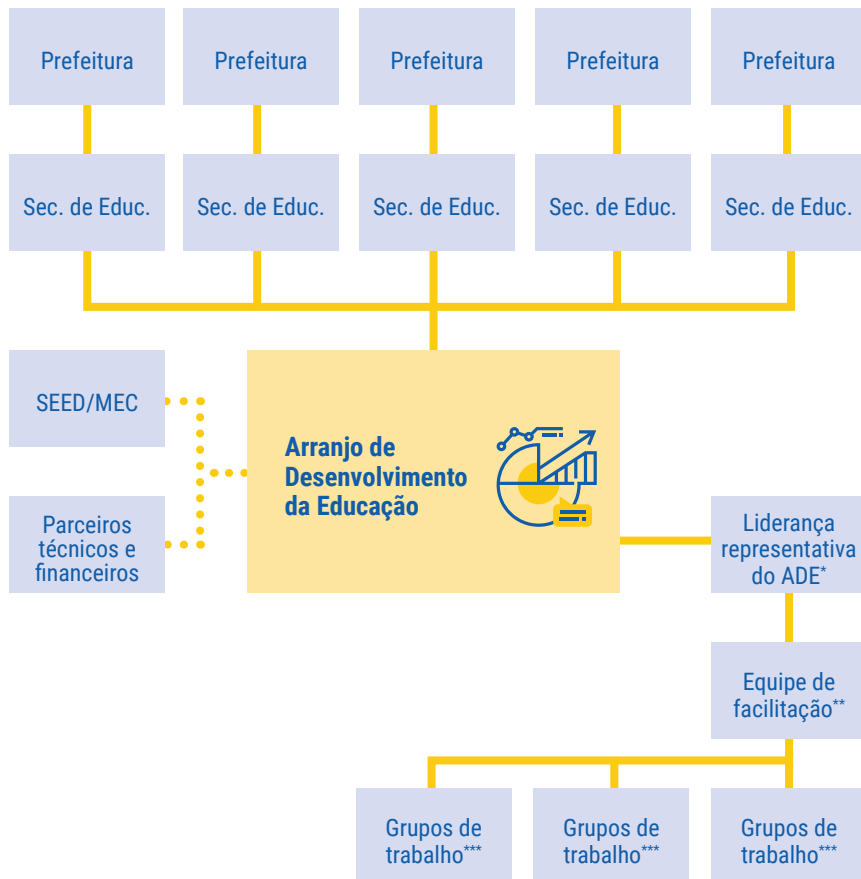 Prefeitura
Prefeitura
Prefeitura
Prefeitura
Prefeitura
Sec. de Educ.
Sec. de Educ.
Sec. de Educ.
Sec. de Educ.
Sec. de Educ.
SEED/MEC
Parceiros
técnicos e
financeiros
Arranjo de
Desenvolvimento
da Educação
Liderança
representativa
do ADE*
Equipe de
facilitação**
Grupos de
trabalho***
Grupos de
trabalho***
Grupos de
trabalho***